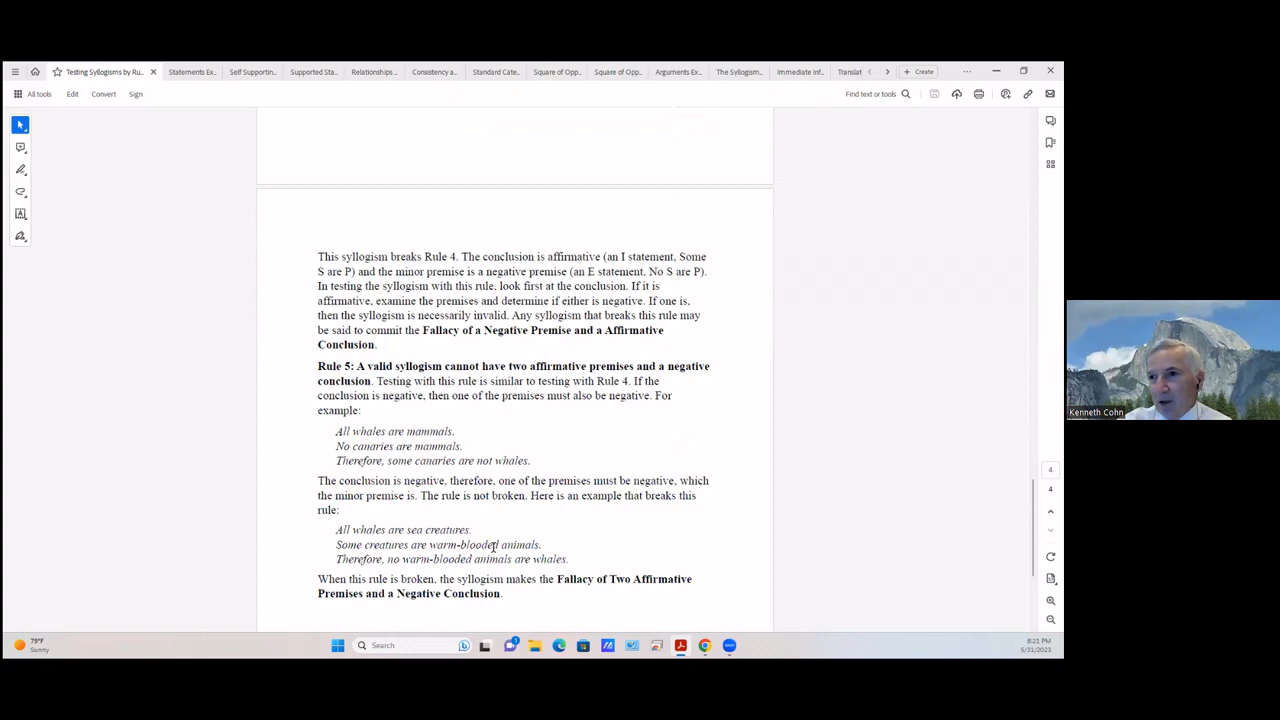 Testing Syllogisms by Ru...
Statements Ex...
Self Supportin...
Supported Sta...
Relationships ...
Consistency a...
Standard Cate...
Square of Opp...
Square of Opp...
Arguments Ex...
The Syllogism...
Immediate Inf...
Translat
Create
All tools
Edit
Convert
Sign
Find text or tools
This syllogism breaks Rule 4. The conclusion is affirmative (an I statement, Some
S are P) and the minor premise is a negative premise (an E statement, No S are P).
In testing the syllogism with this rule, look first at the conclusion. If it is
affirmative, examine the premises and determine if either is negative. If one is,
then the syllogism is necessarily invalid. Any syllogism that breaks this rule may
be said to commit the Fallacy of a Negative Premise and a Affirmative
Conclusion.
Rule 5: A valid syllogism cannot have two affirmative premises and a negative
conclusion. Testing with this rule is similar to testing with Rule 4. If the
conclusion is negative, then one of the premises must also be negative. For
example:
All whales are mammals.
No canaries are mammals.
Therefore, some canaries are not whales.
The conclusion is negative, therefore, one of the premises must be negative, which
the minor premise is. The rule is not broken. Here is an example that breaks this
rule:
All whales are sea creatures.
Some creatures are warm-blooded animals.
Therefore, no warm-blooded animals are whales.
When this rule is broken, the syllogism makes the Fallacy of Two Affirmative
Premises and a Negative Conclusion.
4
4
Kenneth Cohn
79°F
Sunny
Search
8:21 PM
5/31/2023